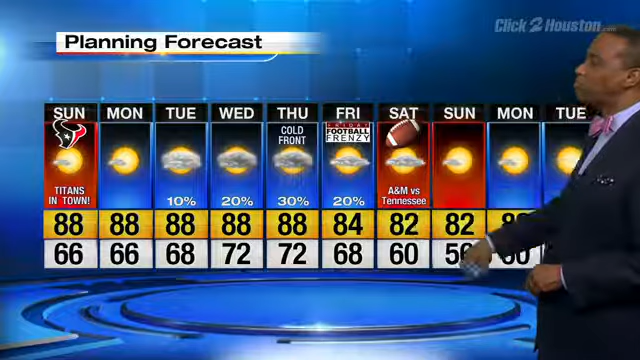 Click2Houston.com
Planning Forecast
SUN MON TUE WED THU FRI SAT SUN MON TUE
COLD FRONT
FRIDAY FOOTBALL FRENZY
TITANS IN TOWN!
10% 20% 30% 20%
A&M vs Tennessee
88 88 88 88 88 84 82 82
66 66 68 72 72 68 60